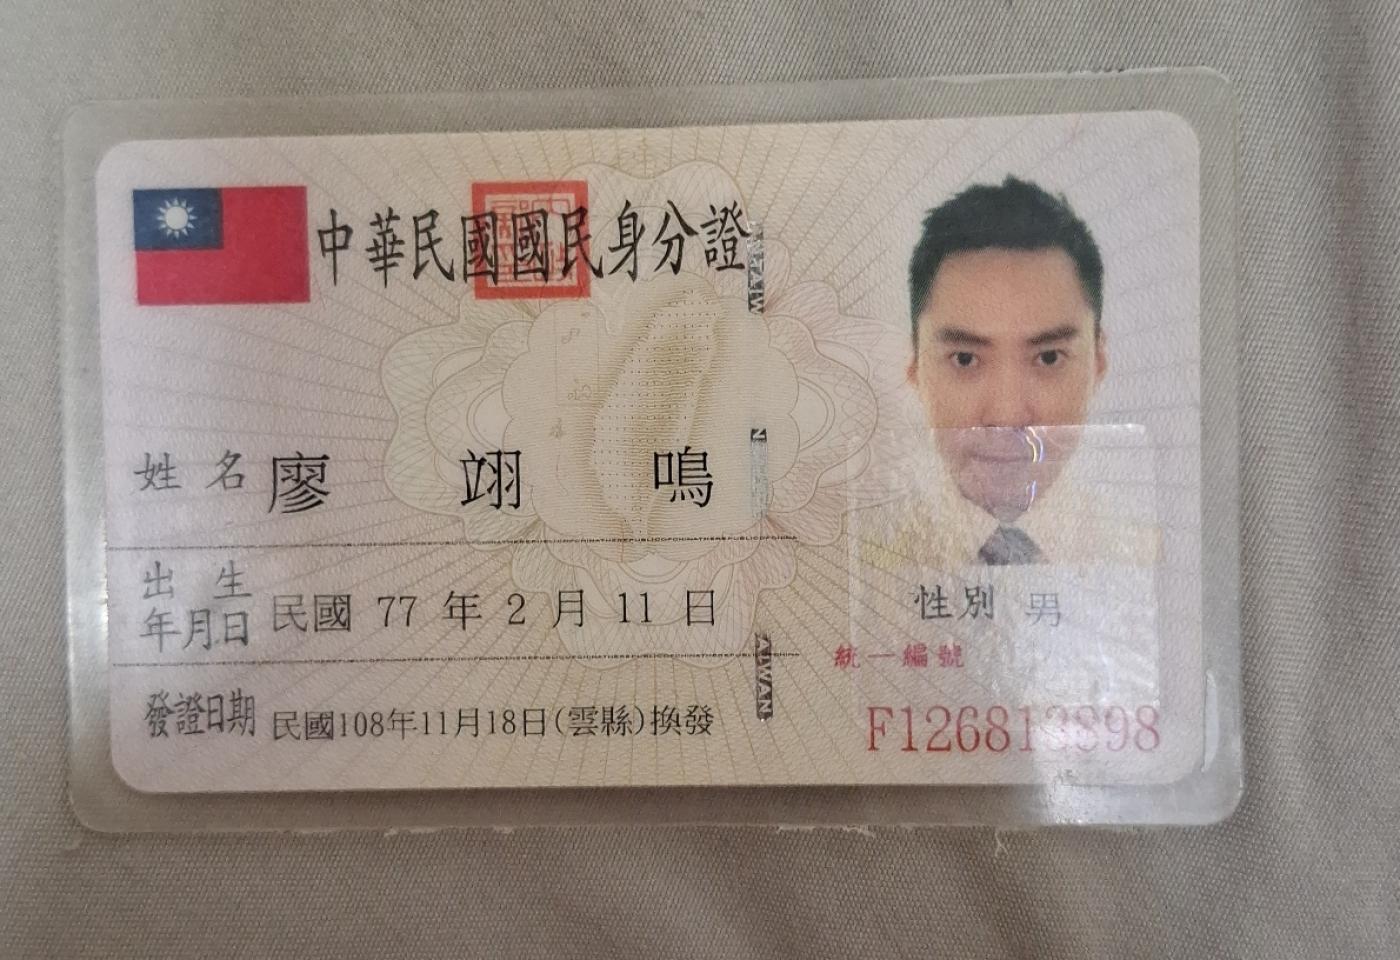 中華民國國民身分證
姓名 廖翊鳴
出生年月日 民國 77 年 2 月 11 日
性別 男
發證日期 民國108年11月18日(雲縣)換發
統一編號
TAIWAN